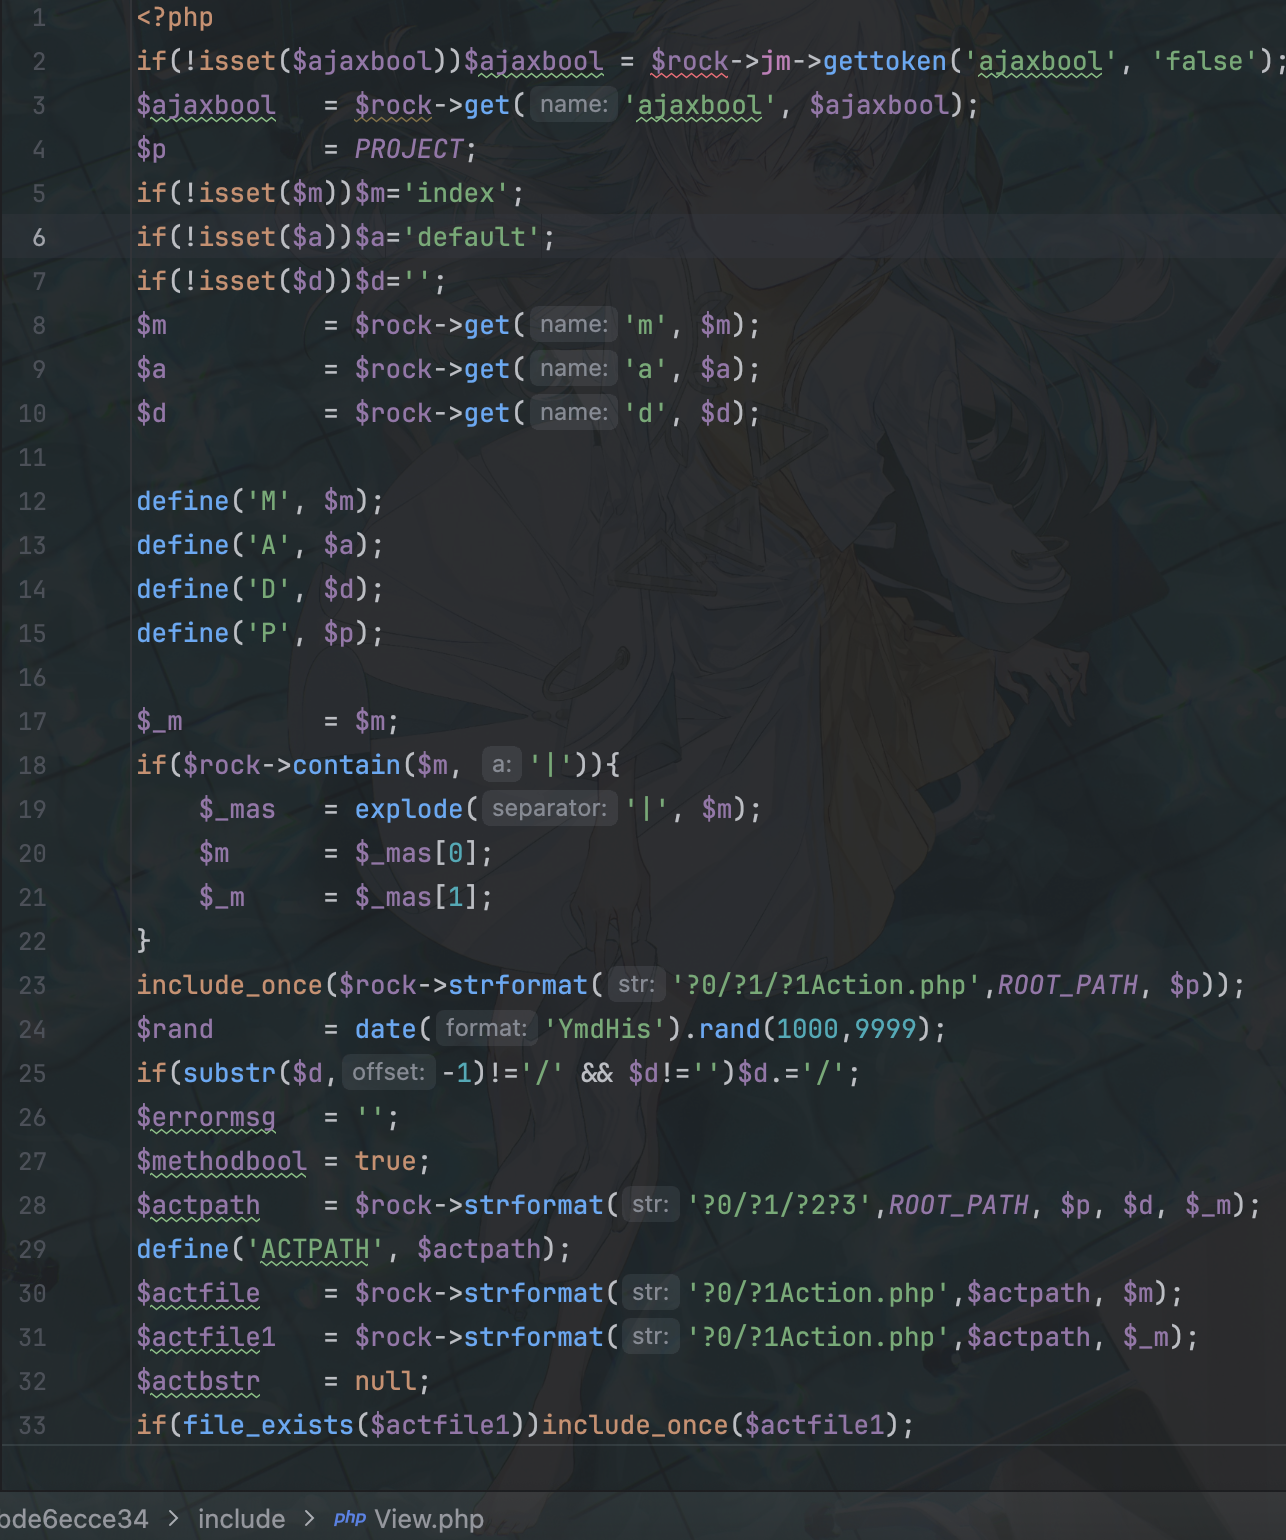 1 <?php
2 if(!isset($ajaxbool))$ajaxbool = $rock->jm->gettoken('ajaxbool', 'false');
3 $ajaxbool   = $rock->get( name: 'ajaxbool', $ajaxbool);
4 $p          = PROJECT;
5 if(!isset($m))$m='index';
6 if(!isset($a))$a='default';
7 if(!isset($d))$d='';
8 $m          = $rock->get( name: 'm', $m);
9 $a          = $rock->get( name: 'a', $a);
10 $d          = $rock->get( name: 'd', $d);
11
12 define('M', $m);
13 define('A', $a);
14 define('D', $d);
15 define('P', $p);
16
17 $_m         = $m;
18 if($rock->contain($m,  a: '|')){
19     $_mas   = explode( separator: '|', $m);
20     $m      = $_mas[0];
21     $_m     = $_mas[1];
22 }
23 include_once($rock->strformat( str: '?0/?1/?1Action.php',ROOT_PATH, $p));
24 $rand       = date( format: 'YmdHis').rand(1000,9999);
25 if(substr($d, offset: -1)!='/' && $d!='')$d.='/';
26 $errormsg   = '';
27 $methodbool = true;
28 $actpath    = $rock->strformat( str: '?0/?1/?2?3',ROOT_PATH, $p, $d, $_m);
29 define('ACTPATH', $actpath);
30 $actfile    = $rock->strformat( str: '?0/?1Action.php',$actpath, $m);
31 $actfile1   = $rock->strformat( str: '?0/?1Action.php',$actpath, $_m);
32 $actbstr    = null;
33 if(file_exists($actfile1))include_once($actfile1);
bde6ecce34 > include > php View.php